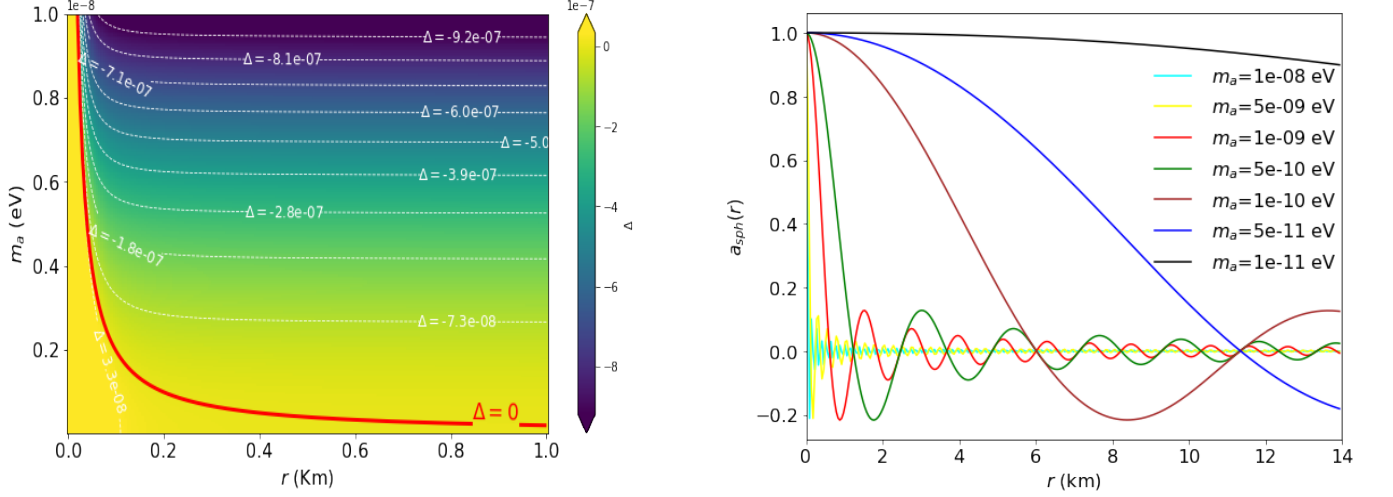 1e−8
1.0
0.8
0.6
0.4
0.2
m_a (eV)
Δ = -9.2e-07
Δ = -8.1e-07
Δ = -7.1e-07
Δ = -6.0e-07
Δ = -5.0
Δ = -3.9e-07
Δ = -2.8e-07
Δ = -1.8e-07
Δ = -7.3e-08
Δ = 3.3e-08
Δ = 0
0.0 0.2 0.4 0.6 0.8 1.0
r (Km)
1e−7
0
−2
−4
−6
−8
Δ
1.0
0.8
0.6
0.4
0.2
0.0
−0.2
a_sph(r)
m_a=1e-08 eV
m_a=5e-09 eV
m_a=1e-09 eV
m_a=5e-10 eV
m_a=1e-10 eV
m_a=5e-11 eV
m_a=1e-11 eV
0 2 4 6 8 10 12 14
r (km)